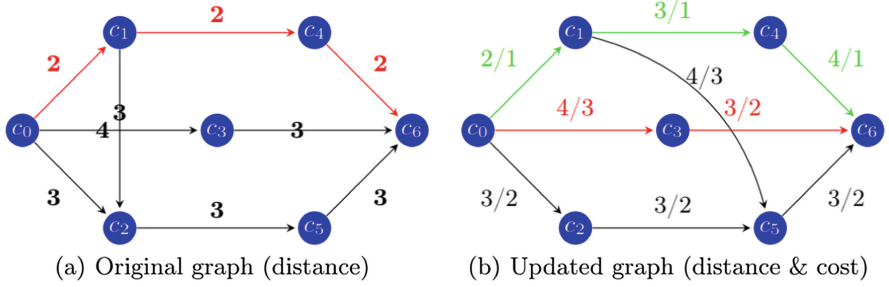 2
3/1
c1
c4
c1
c4
2
2
2/1
4/3
4/1
3
4/3
3/2
c0
4
c3
3
c6
c0
c3
c6
3
3
3
3/2
3/2
3/2
c2
c5
c2
c5
(a) Original graph (distance)
(b) Updated graph (distance & cost)